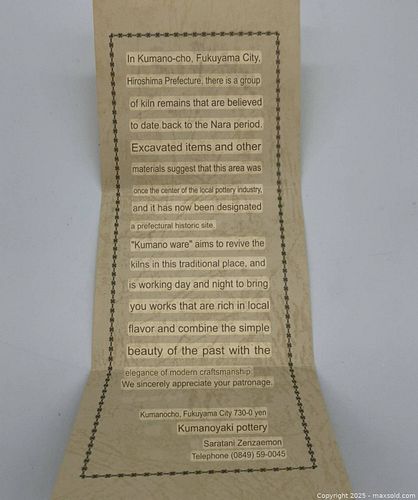 In Kumano-cho, Fukuyama City,
Hiroshima Prefecture, there is a group
of kiln remains that are believed
to date back to the Nara period.
Excavated items and other
materials suggest that this area was
once the center of the local pottery industry,
and it has now been designated
a prefectural historic site.
"Kumano ware" aims to revive the
kilns in this traditional place, and
is working day and night to bring
you works that are rich in local
flavor and combine the simple
beauty of the past with the
elegance of modern craftsmanship.
We sincerely appreciate your patronage.
Kumanocho, Fukuyama City 730-0 yen
Kumanoyaki pottery
Saratani Zenzaemon
Telephone (0849) 59-0045
Copyright 2025 - maxsold.com